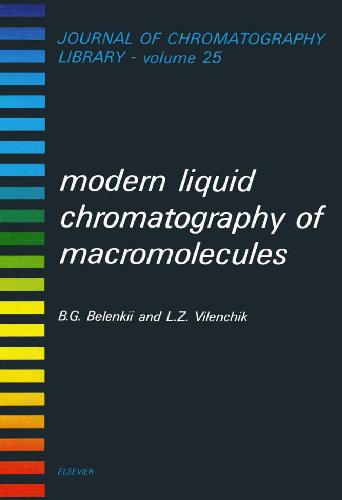 JOURNAL OF CHROMATOGRAPHY
LIBRARY - volume 25
modern liquid
chromatography of
macromolecules
B.G. Belenkii and L.Z. Vilenchik
ELSEVIER